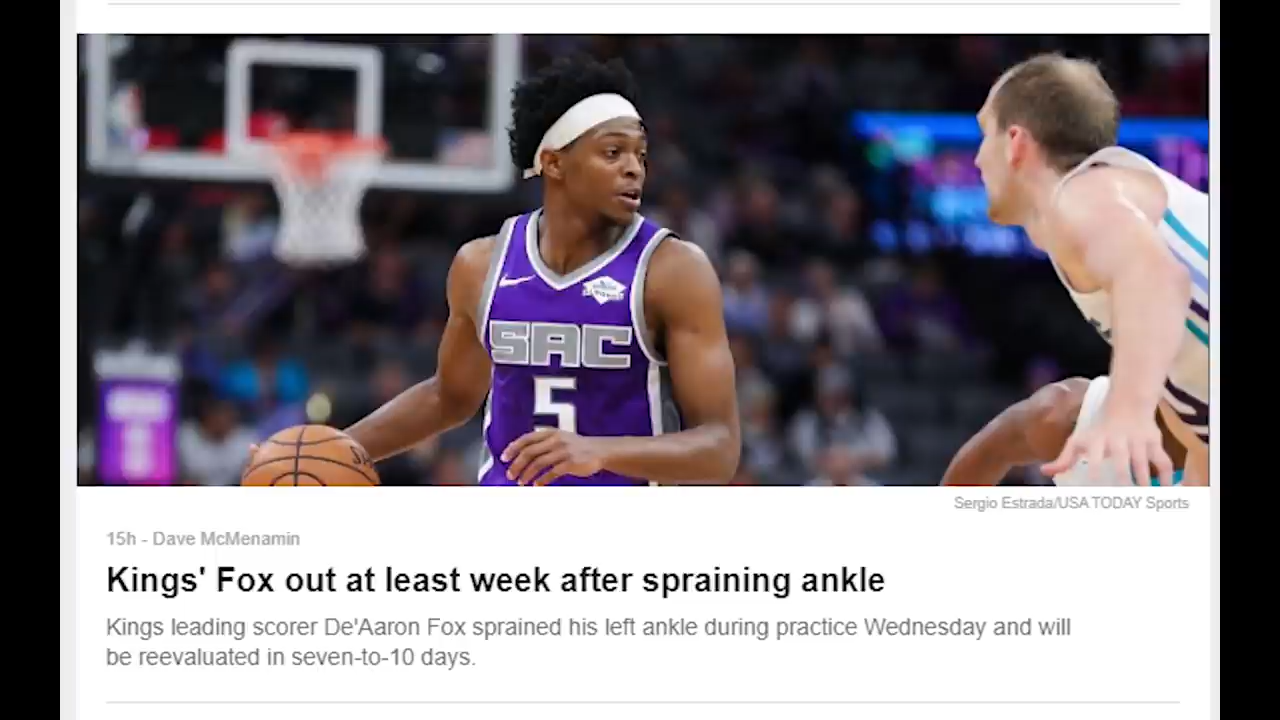 SAC
5
Sergio Estrada/USA TODAY Sports
15h - Dave McMenamin
Kings' Fox out at least week after spraining ankle
Kings leading scorer De'Aaron Fox sprained his left ankle during practice Wednesday and will
be reevaluated in seven-to-10 days.